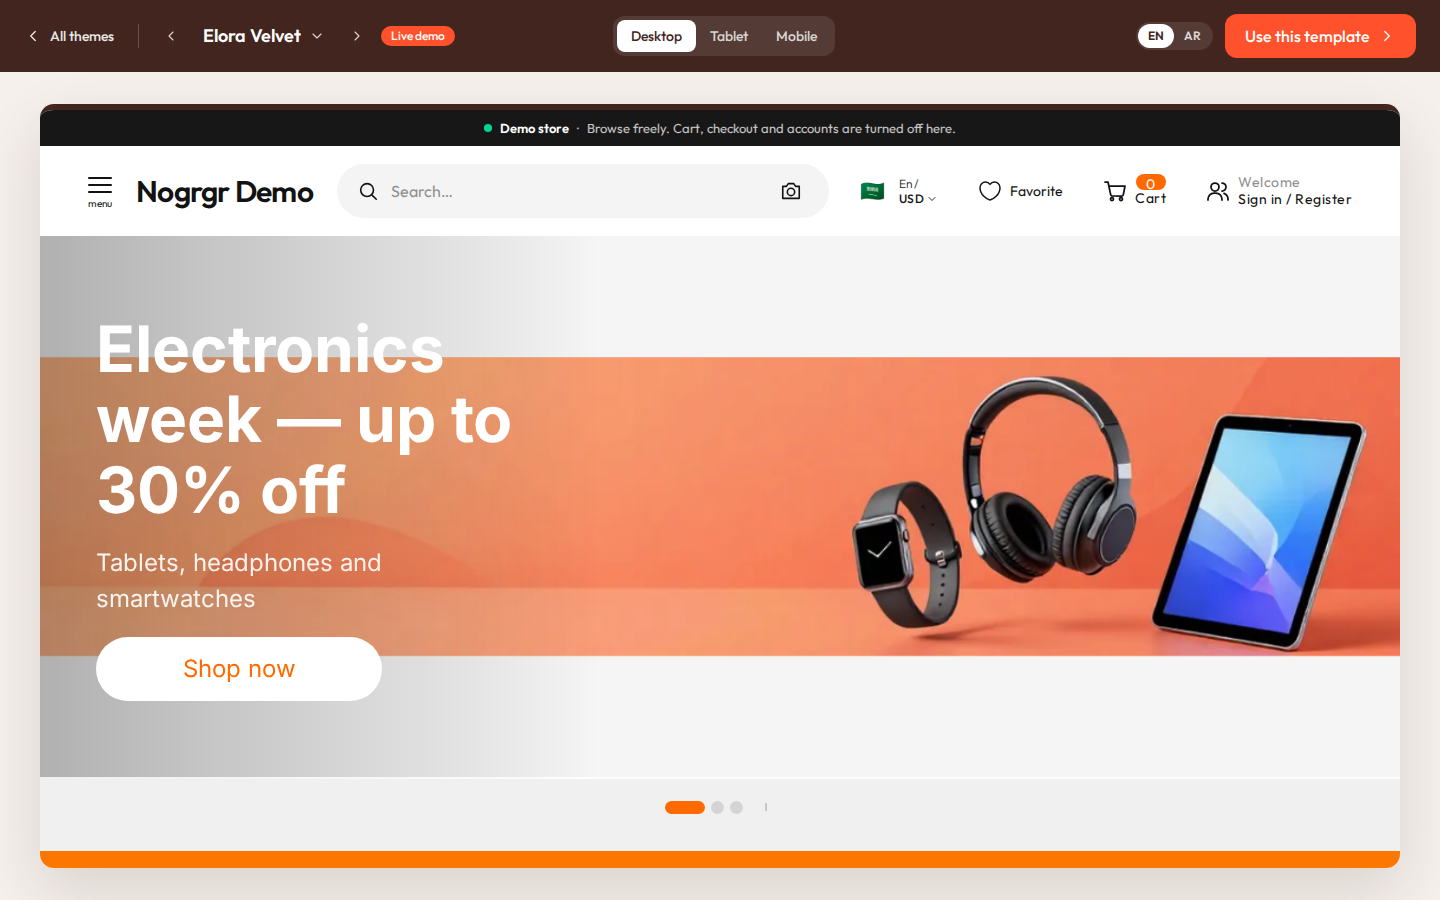 All themes
Elora Velvet
Live demo
Desktop
Tablet
Mobile
EN
AR
Use this template
Demo store · Browse freely. Cart, checkout and accounts are turned off here.
menu
Nogrgr Demo
Search...
En /
USD
Favorite
0
Cart
Welcome
Sign in / Register
Electronics
week — up to
30% off
Tablets, headphones and
smartwatches
Shop now